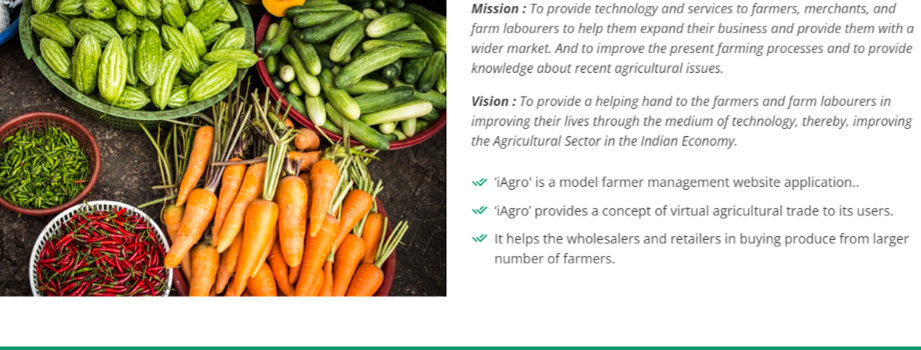 Mission : To provide technology and services to farmers, merchants, and
farm labourers to help them expand their business and provide them with a
wider market. And to improve the present farming processes and to provide
knowledge about recent agricultural issues.
Vision : To provide a helping hand to the farmers and farm labourers in
improving their lives through the medium of technology, thereby, improving
the Agricultural Sector in the Indian Economy.
‘iAgro' is a model farmer management website application..
‘iAgro’ provides a concept of virtual agricultural trade to its users.
It helps the wholesalers and retailers in buying produce from larger
number of farmers.